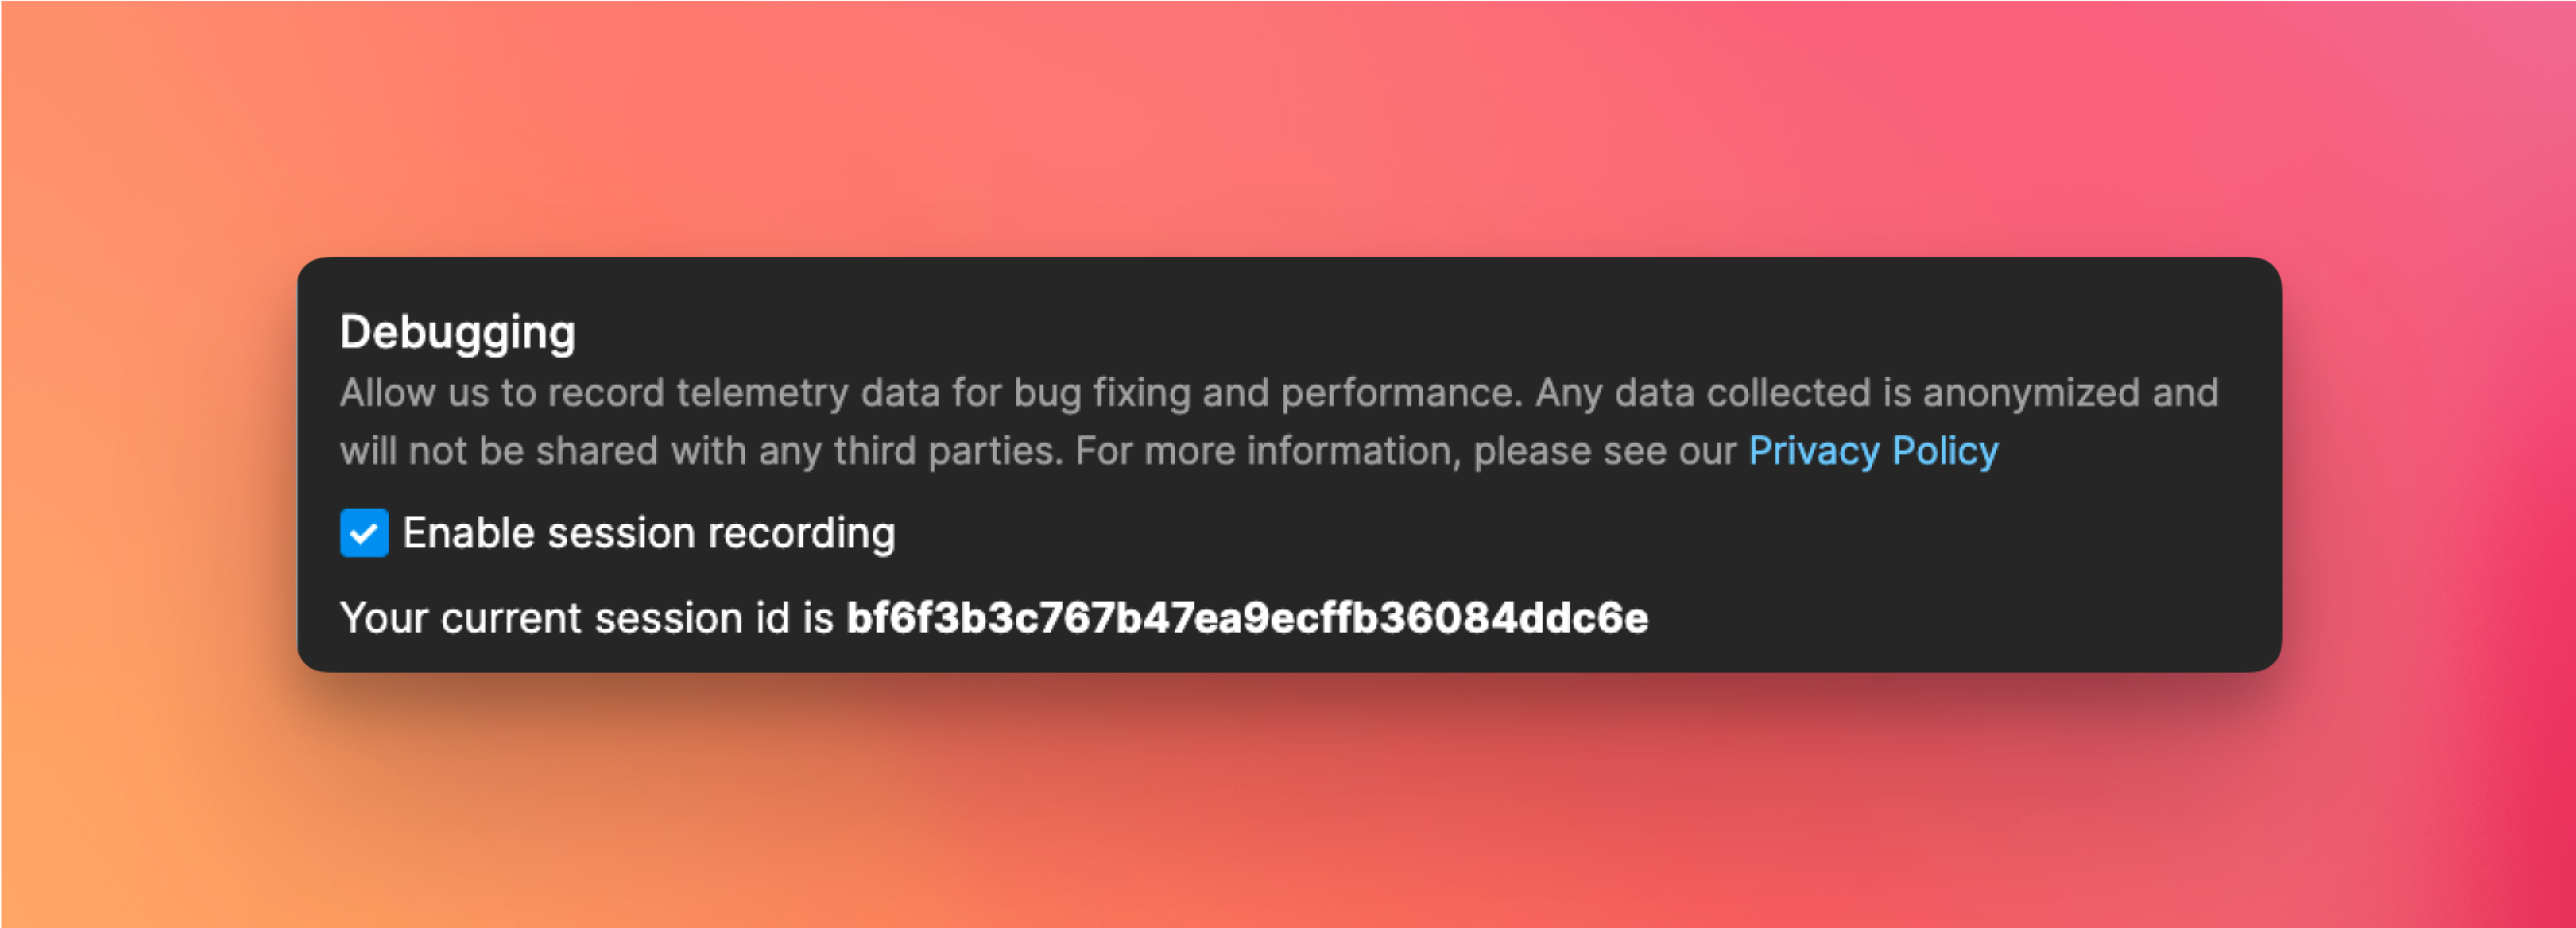 Debugging
Allow us to record telemetry data for bug fixing and performance. Any data collected is anonymized and
will not be shared with any third parties. For more information, please see our Privacy Policy
Enable session recording
Your current session id is bf6f3b3c767b47ea9ecffb36084ddc6e